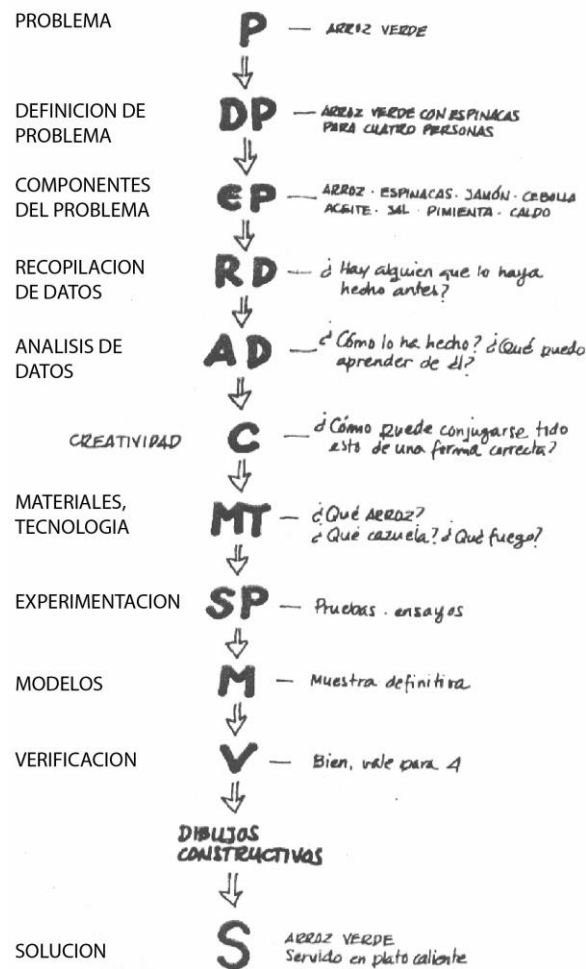 PROBLEMA P — ARROZ VERDE
DEFINICION DE
PROBLEMA
DP — ARROZ VERDE CON ESPINACAS
PARA CUATRO PERSONAS
COMPONENTES
DEL PROBLEMA
CP — ARROZ · ESPINACAS · JAMÓN · CEBOLLA
ACEITE · SAL · PIMIENTA · CALDO
RECOPILACION
DE DATOS
RD — ¿Hay alguien que lo haya
hecho antes?
ANALISIS DE
DATOS
AD — ¿Cómo lo ha hecho? ¿Qué puedo
aprender de él?
CREATIVIDAD C — ¿Cómo puede conjugarse tido
esto de una forma correcta?
MATERIALES,
TECNOLOGIA
MT — ¿Qué ARROZ?
¿Qué cazuela? ¿Qué fuego?
EXPERIMENTACION SP — Pruebas · ensayos
MODELOS M — Muestra definitiva
VERIFICACION V — Bien, vale para 4
DIBUJOS
CONSTRUCTIVOS
SOLUCION S ARROZ VERDE
Servido en plato caliente